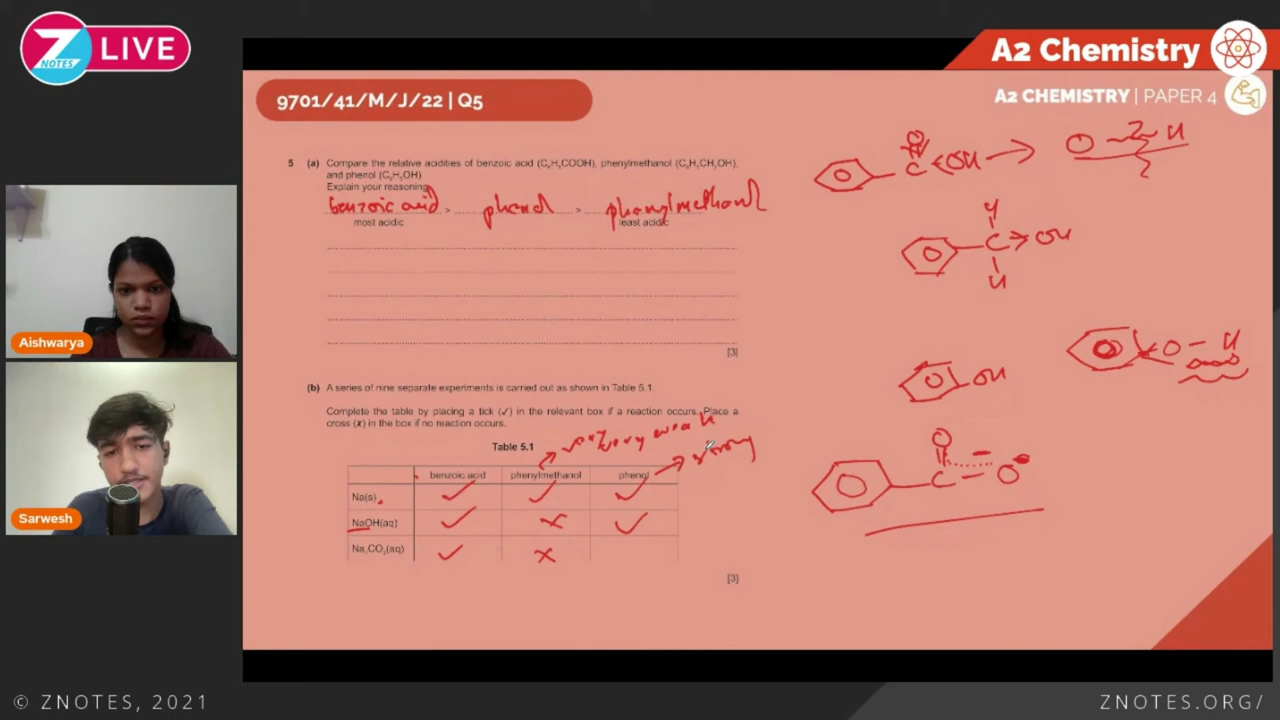 Z NOTES LIVE
A2 Chemistry
9701/41/M/J/22 | Q5
A2 CHEMISTRY | PAPER 4
5 (a) Compare the relative acidities of benzoic acid (C₆H₅COOH), phenylmethanol (C₆H₅CH₂OH),
and phenol (C₆H₅OH).
Explain your reasoning.
benzoic acid > phenol > phenylmethanol
most acidic least acidic
[3]
(b) A series of nine separate experiments is carried out as shown in Table 5.1.
Complete the table by placing a tick (✓) in the relevant box if a reaction occurs. Place a
cross (✗) in the box if no reaction occurs.
very weak
Table 5.1
strong
benzoic acid phenylmethanol phenol
Na(s) ✓ ✓ ✓
NaOH(aq) ✓ ✗ ✓
Na₂CO₃(aq) ✓ ✗
[3]
O
C OH → O H
H
C OH
H
O - H
OH
O
C - O
Aishwarya
Sarwesh
© ZNOTES, 2021
ZNOTES.ORG/